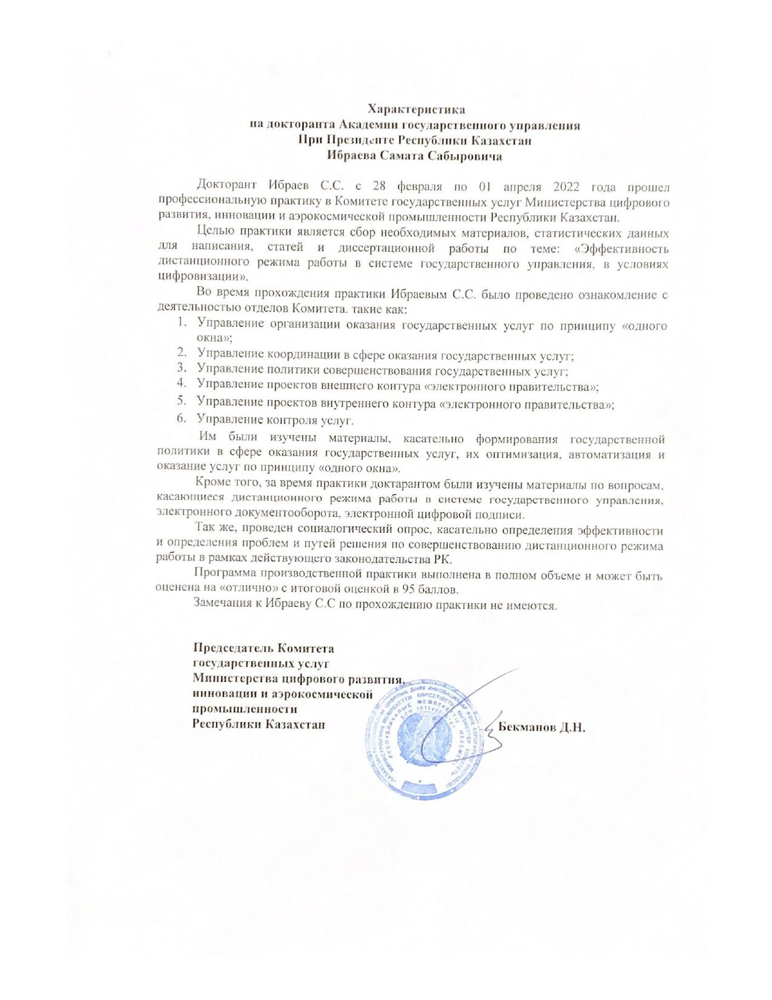 Характеристика
на докторанта Академии государственного управления
При Президенте Республики Казахстан
Ибраева Самата Сабыровича
Докторант Ибраев С.С. с 28 февраля по 01 апреля 2022 года прошел
профессиональную практику в Комитете государственных услуг Министерства цифрового
развития, инновации и аэрокосмической промышленности Республики Казахстан.
Целью практики является сбор необходимых материалов, статистических данных
для написания, статей и диссертационной работы по теме: «Эффективность
дистанционного режима работы в системе государственного управления, в условиях
цифровизации».
Во время прохождения практики Ибраевым С.С. было проведено ознакомление с
деятельностью отделов Комитета. такие как:
1. Управление организации оказания государственных услуг по принципу «одного
окна»;
2. Управление координации в сфере оказания государственных услуг;
3. Управление политики совершенствования государственных услуг;
4. Управление проектов внешнего контура «электронного правительства»;
5. Управление проектов внутреннего контура «электронного правительства»;
6. Управление контроля услуг.
Им были изучены материалы, касательно формирования государственной
политики в сфере оказания государственных услуг, их оптимизация, автоматизация и
оказание услуг по принципу «одного окна».
Кроме того, за время практики доктарантом были изучены материалы по вопросам,
касающиеся дистанционного режима работы в системе государственного управления,
электронного документооборота, электронной цифровой подписи.
Так же, проведен социалогический опрос, касательно определения эффективности
и определения проблем и путей решения по совершенствованию дистанционного режима
работы в рамках действующего законодательства РК.
Программа производственной практики выполнена в полном объеме и может быть
оценена на «отлично» с итоговой оценкой в 95 баллов.
Замечания к Ибраеву С.С по прохождению практики не имеются.
Председатель Комитета
государственных услуг
Министерства цифрового развития,
инновации и аэрокосмической
промышленности
Республики Казахстан
Бекманов Д.Н.